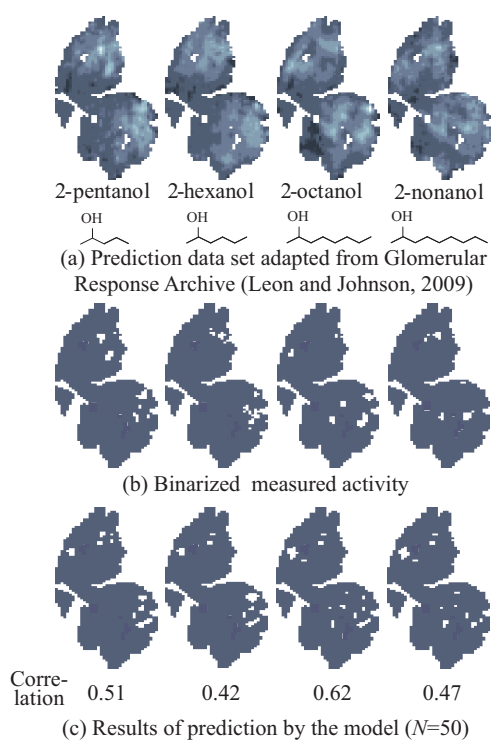 2-pentanol 2-hexanol 2-octanol 2-nonanol
OH OH OH OH
(a) Prediction data set adapted from Glomerular
Response Archive (Leon and Johnson, 2009)
(b) Binarized measured activity
Corre-
lation 0.51 0.42 0.62 0.47
(c) Results of prediction by the model (N=50)